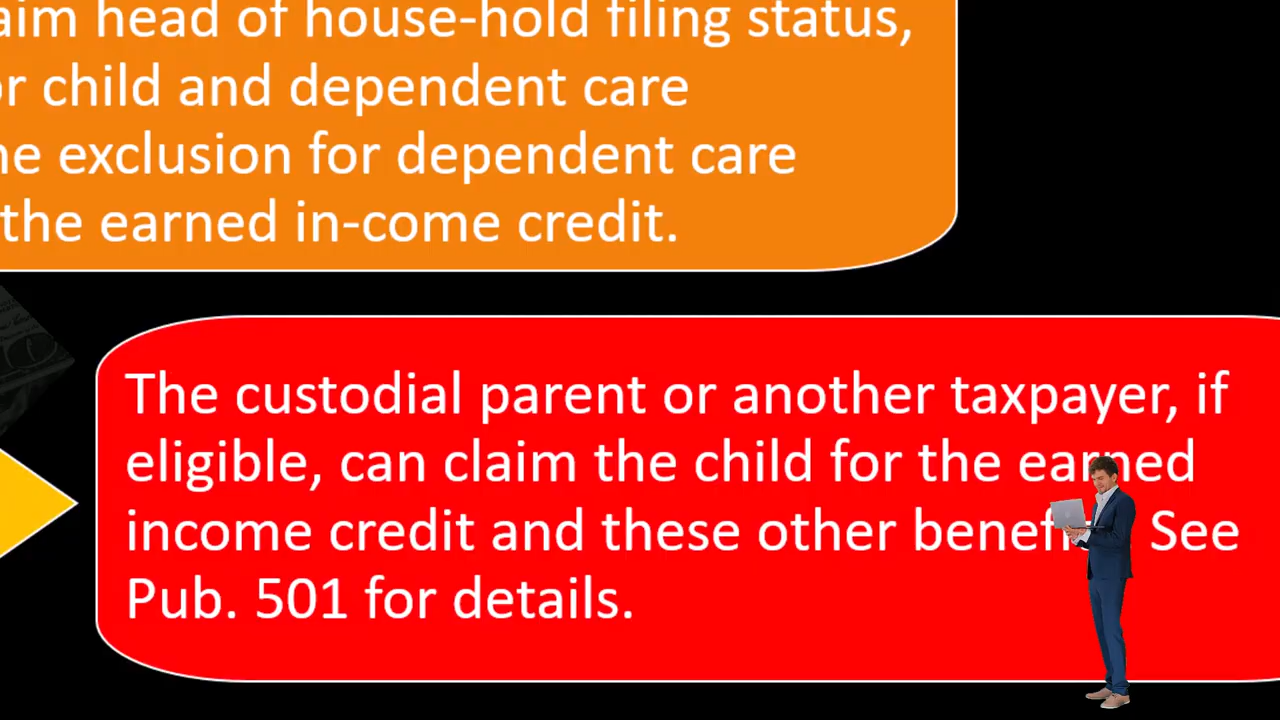 aim head of house-hold filing status,
or child and dependent care
he exclusion for dependent care
the earned in-come credit.
The custodial parent or another taxpayer, if
eligible, can claim the child for the earned
income credit and these other See
Pub. 501 for details.